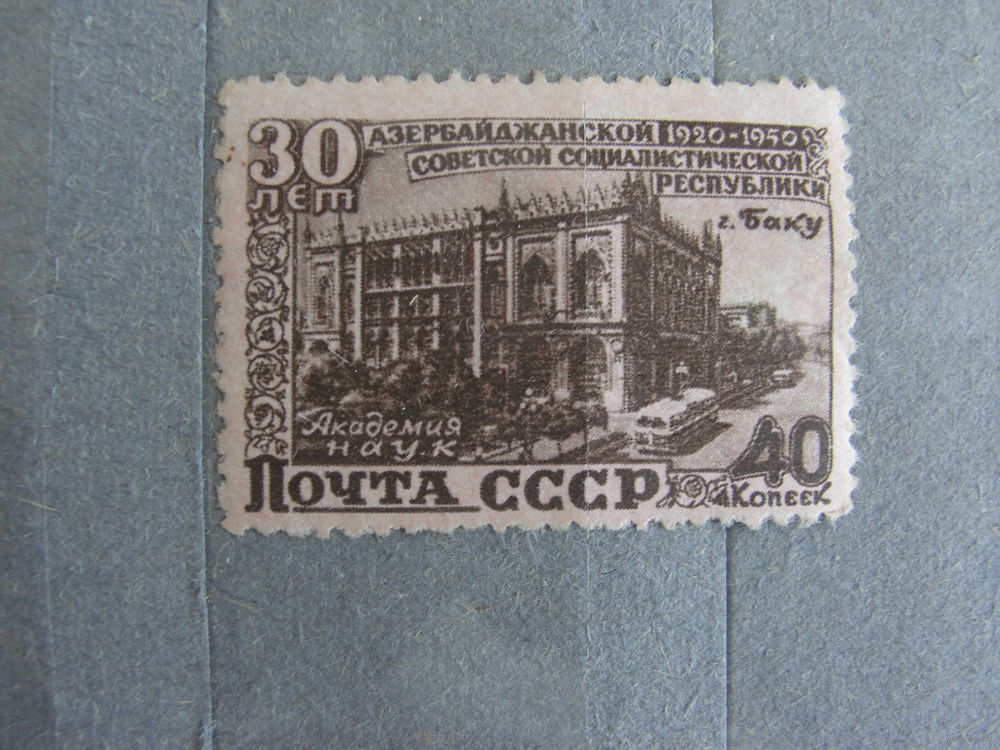 30 ЛЕТ
АЗЕРБАЙДЖАНСКОЙ 1920-1950
СОВЕТСКОЙ СОЦИАЛИСТИЧЕСКОЙ
РЕСПУБЛИКИ
г. Баку
Академия
наук
40
Копеек
ПОЧТА СССР